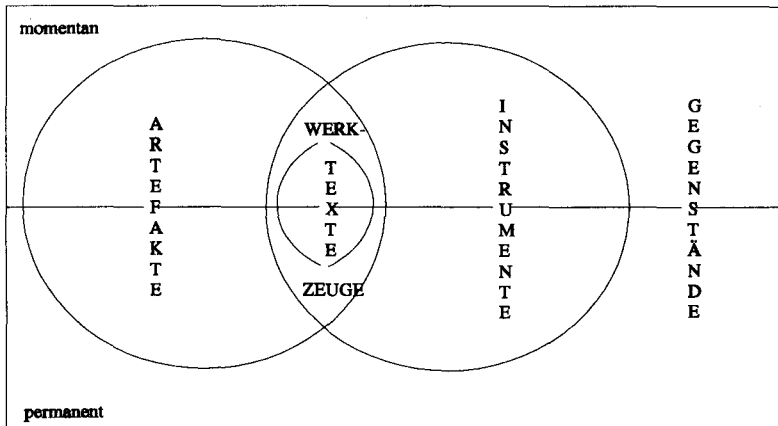 momentan
ARTEFAKTE
WERK-
TEXTE
ZEUGE
INSTRUMENTE
GEGENSTÄNDE
permanent